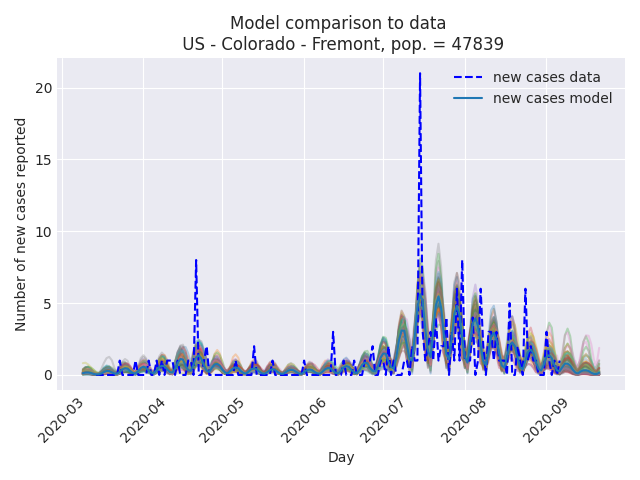 Model comparison to data
US - Colorado - Fremont, pop. = 47839
Number of new cases reported
20
15
10
5
0
new cases data
new cases model
2020-03
2020-04
2020-05
2020-06
2020-07
2020-08
2020-09
Day